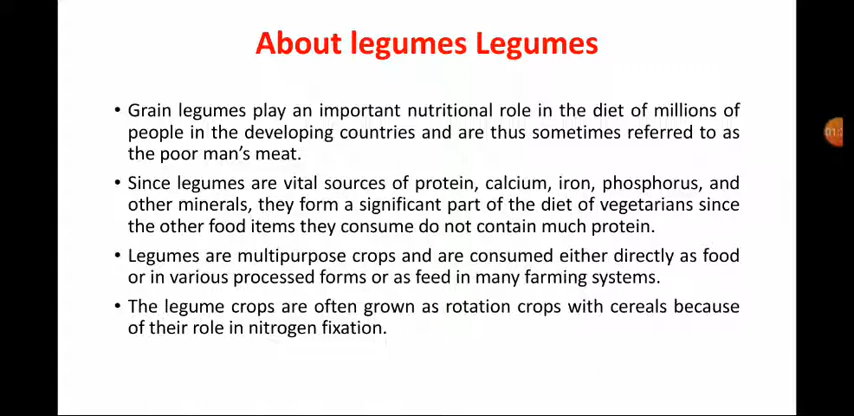 About legumes Legumes
• Grain legumes play an important nutritional role in the diet of millions of
people in the developing countries and are thus sometimes referred to as
the poor man's meat.
• Since legumes are vital sources of protein, calcium, iron, phosphorus, and
other minerals, they form a significant part of the diet of vegetarians since
the other food items they consume do not contain much protein.
• Legumes are multipurpose crops and are consumed either directly as food
or in various processed forms or as feed in many farming systems.
• The legume crops are often grown as rotation crops with cereals because
of their role in nitrogen fixation.